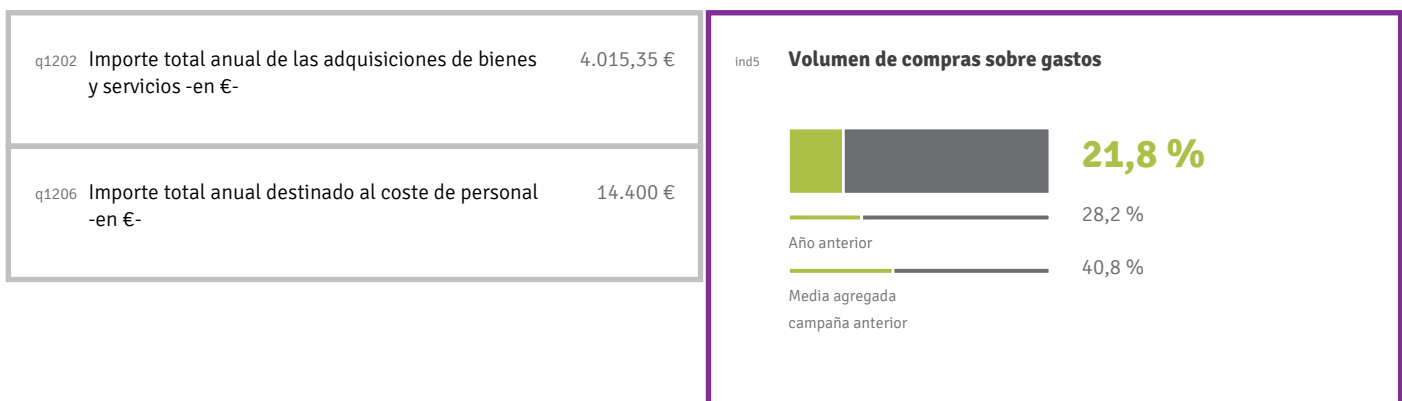 q1202 Importe total anual de las adquisiciones de bienes 4.015,35 €
y servicios -en €-
q1206 Importe total anual destinado al coste de personal 14.400 €
-en €-
ind5 Volumen de compras sobre gastos
21,8 %
28,2 %
Año anterior
40,8 %
Media agregada
campaña anterior